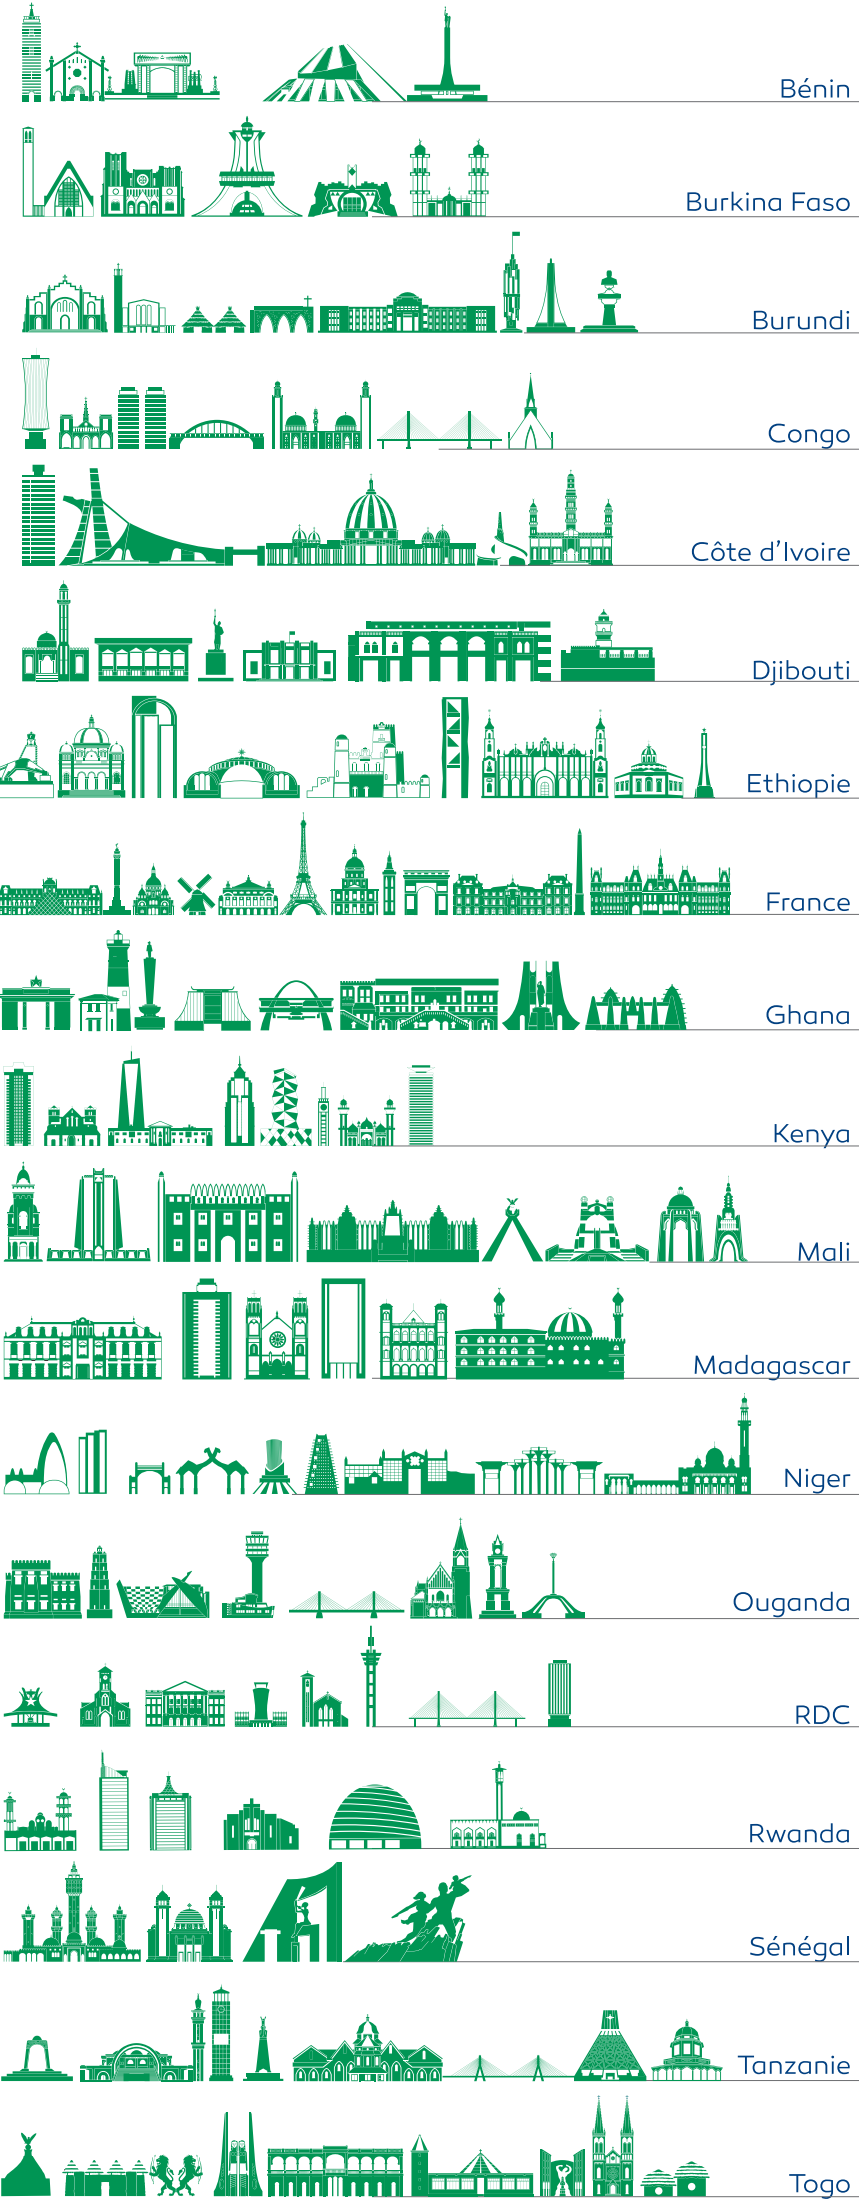 Bénin
Burkina Faso
Burundi
Congo
Côte d'Ivoire
Djibouti
Ethiopie
France
Ghana
Kenya
Mali
Madagascar
Niger
Ouganda
RDC
Rwanda
Sénégal
Tanzanie
Togo